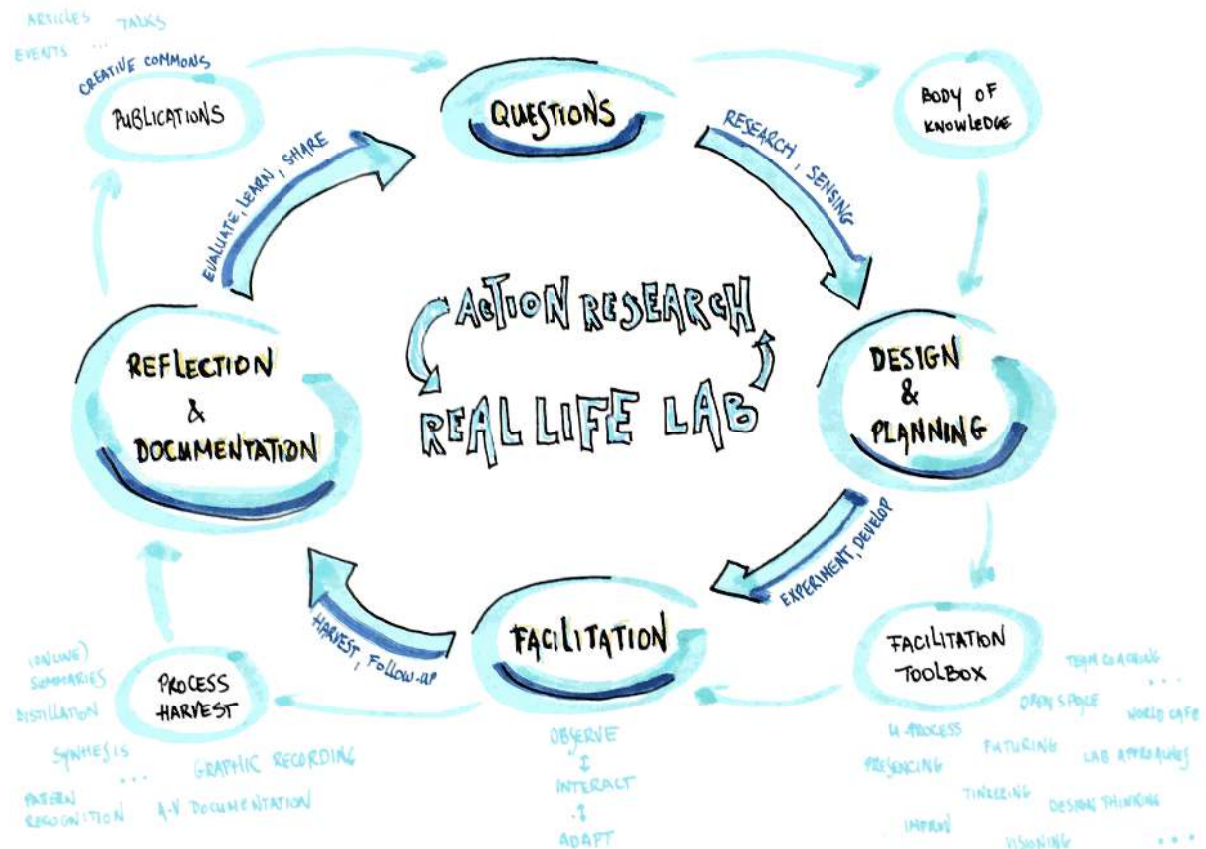 ARTICLES
TALKS
EVENTS ...
CREATIVE COMMONS
PUBLICATIONS
QUESTIONS
BODY OF
KNOWLEDGE
EVALUATE, LEARN, SHARE
RESEARCH, SENSING
ACTION RESEARCH
REAL LIFE LAB
REFLECTION
&
DOCUMENTATION
DESIGN
&
PLANNING
EXPERIMENT, DEVELOP
HARVEST, FOLLOW-UP
FACILITATION
FACILITATION
TOOLBOX
PROCESS
HARVEST
(ONLINE)
SUMMARIES
DISTILLATION
SYNTHESIS
...
GRAPHIC RECORDING
PATTERN
RECOGNITION
A-V DOCUMENTATION
OBSERVE
↕
INTERACT
↕
ADAPT
TEAM COACHING
...
OPEN SPACE
WORLD CAFE
U-PROCESS
FUTURING
LAB APPROACHES
PRESENCING
TINKERING
DESIGN THINKING
IMPROV
VISIONING
...